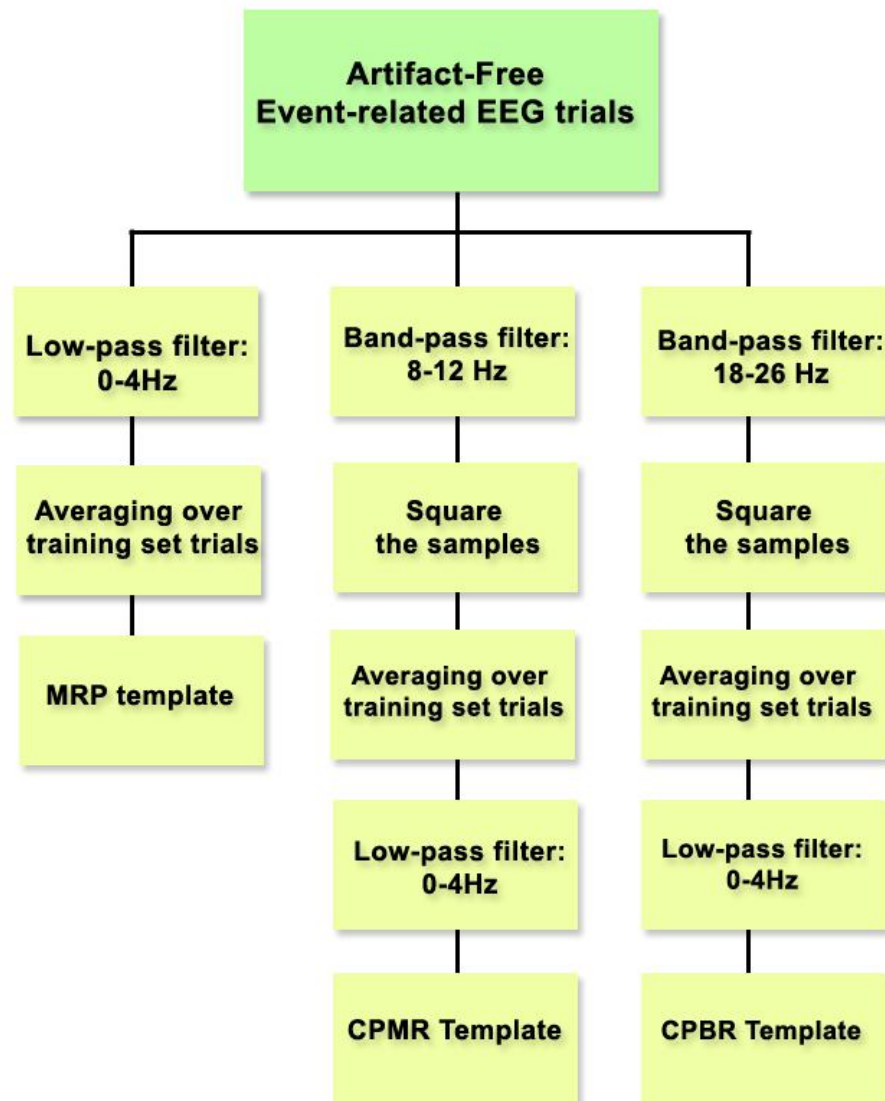 Artifact-Free
Event-related EEG trials
Low-pass filter:
0-4Hz
Averaging over
training set trials
MRP template
Band-pass filter:
8-12 Hz
Square
the samples
Averaging over
training set trials
Low-pass filter:
0-4Hz
CPMR Template
Band-pass filter:
18-26 Hz
Square
the samples
Averaging over
training set trials
Low-pass filter:
0-4Hz
CPBR Template